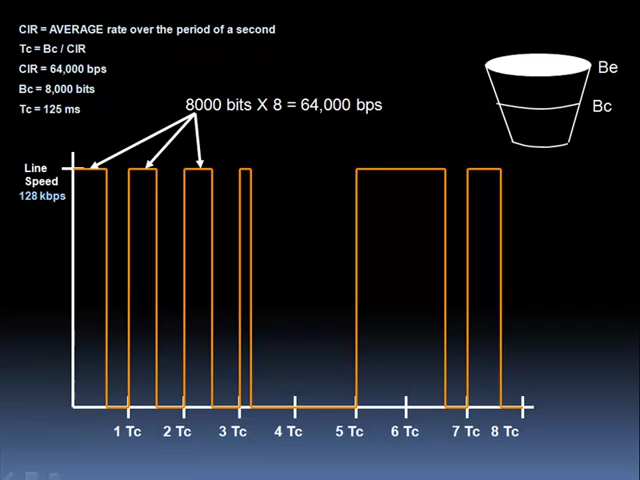 CIR = AVERAGE rate over the period of a second
Tc = Bc / CIR
CIR = 64,000 bps
Bc = 8,000 bits
Tc = 125 ms
8000 bits X 8 = 64,000 bps
Be
Bc
Line
Speed
128 kbps
1 Tc 2 Tc 3 Tc 4 Tc 5 Tc 6 Tc 7 Tc 8 Tc